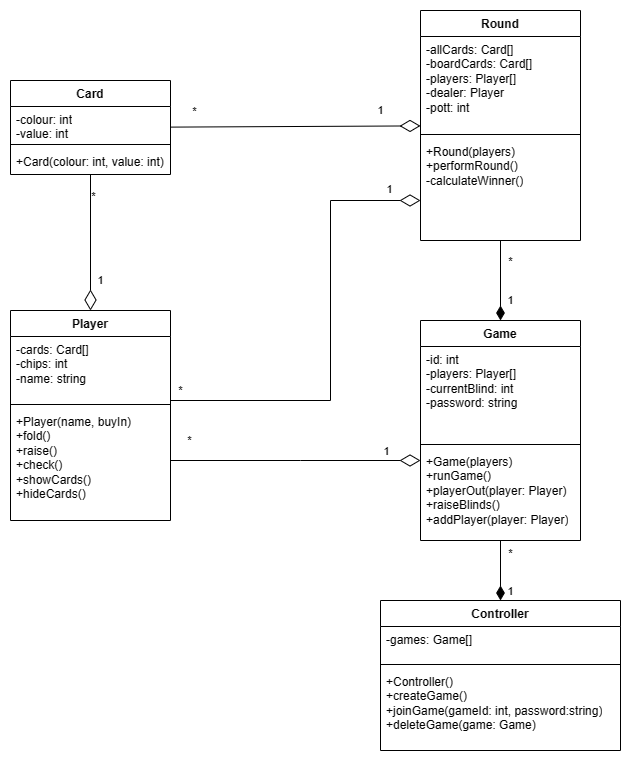 Round
-allCards: Card[]
-boardCards: Card[]
-players: Player[]
-dealer: Player
-pott: int
+Round(players)
+performRound()
-calculateWinner()
Card
-colour: int
-value: int
+Card(colour: int, value: int)
*
1
*
1
1
*
*
1
*
1
Player
-cards: Card[]
-chips: int
-name: string
+Player(name, buyIn)
+fold()
+raise()
+check()
+showCards()
+hideCards()
Game
-id: int
-players: Player[]
-currentBlind: int
-password: string
+Game(players)
+runGame()
+playerOut(player: Player)
+raiseBlinds()
+addPlayer(player: Player)
*
1
Controller
-games: Game[]
+Controller()
+createGame()
+joinGame(gameId: int, password:string)
+deleteGame(game: Game)